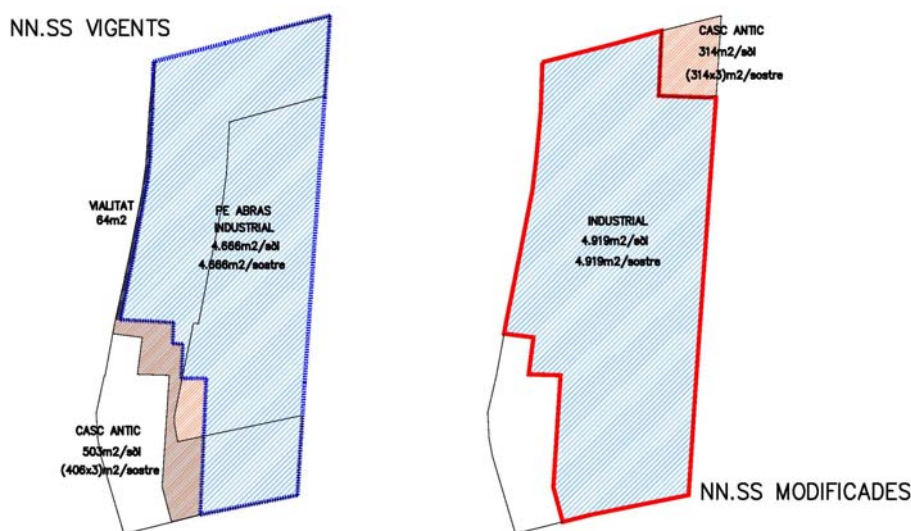 NN.SS VIGENTS
VIALITAT
64m2
PE ABRAS
INDUSTRIAL
4.666m2/sòl
4.666m2/sostre
CASC ANTIC
503m2/sòl
(406x3)m2/sostre
CASC ANTIC
314m2/sòl
(314x3)m2/sostre
INDUSTRIAL
4.919m2/sòl
4.919m2/sostre
NN.SS MODIFICADES